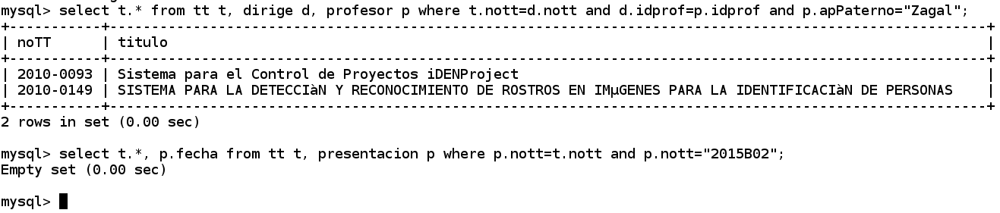 mysql> select t.* from tt t, dirige d, profesor p where t.nott=d.nott and d.idprof=p.idprof and p.apPaterno="Zagal";
+-----------+---------------------------------------------------------------------------------------------------+
| noTT      | titulo                                                                                            |
+-----------+---------------------------------------------------------------------------------------------------+
| 2010-0093 | Sistema para el Control de Proyectos iDENProject                                                  |
| 2010-0149 | SISTEMA PARA LA DETECCIàN Y RECONOCIMIENTO DE ROSTROS EN IMµGENES PARA LA IDENTIFICACIàN DE PERSONAS    |
+-----------+---------------------------------------------------------------------------------------------------+
2 rows in set (0.00 sec)
mysql> select t.*, p.fecha from tt t, presentacion p where p.nott=t.nott and p.nott="2015B02";
Empty set (0.00 sec)
mysql>